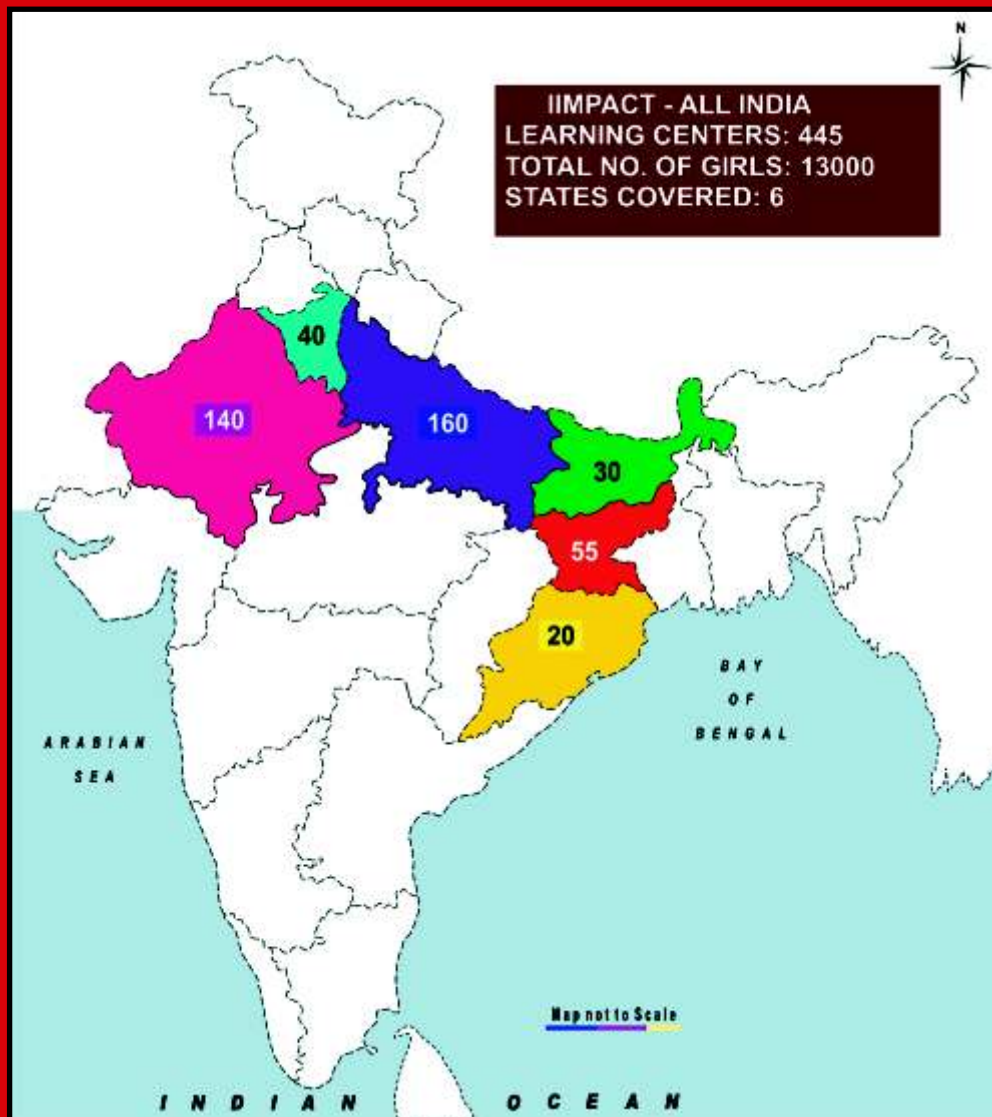 N
IIMPACT - ALL INDIA
LEARNING CENTERS: 445
TOTAL NO. OF GIRLS: 13000
STATES COVERED: 6
40
140
160
30
55
20
BAY
OF
BENGAL
ARABIAN
SEA
Map not to Scale
INDIAN OCEAN